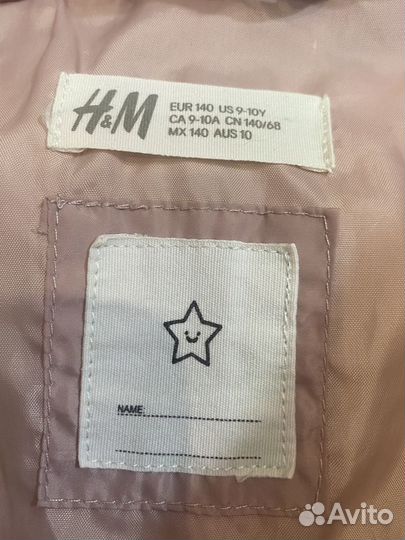 H&M
EUR 140 US 9-10Y
CA 9-10A CN 140/68
MX 140 AUS 10
NAME:
Avito